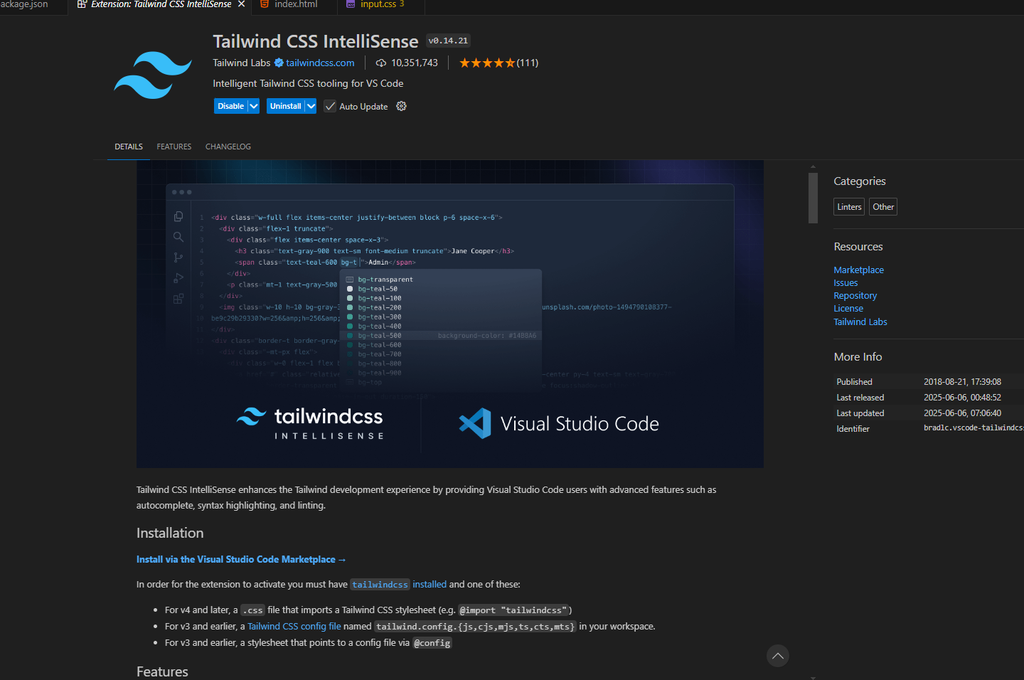 ackage.json
Extension: Tailwind CSS IntelliSense
index.html
input.css 3
Tailwind CSS IntelliSense v0.14.21
Tailwind Labs tailwindcss.com 10,351,743 (111)
Intelligent Tailwind CSS tooling for VS Code
Disable Uninstall Auto Update
DETAILS FEATURES CHANGELOG
1 <div class="w-full flex items-center justify-between block p-6 space-x-6">
2 <div class="flex-1 truncate">
3 <div class="flex items-center space-x-3">
4 <h3 class="text-gray-900 text-sm font-medium truncate">Jane Cooper</h3>
5 <span class="text-teal-600 bg-t">Admin</span>
6 </div>
7 <p class="mt-1 text-gray-500
</div>
<img class="w-10 h-10 bg-gray- unsplash.com/photo-1494790108377-
</div>
<div class="border-t border-gray-
<div class="-mt-px flex">
bg-transparent
bg-teal-50
bg-teal-100
bg-teal-200
bg-teal-300
bg-teal-400
bg-teal-500 background-color: #14B8A6
bg-teal-600
bg-teal-700
bg-teal-800
bg-teal-900
bg-top
tailwindcss
INTELLISENSE
Visual Studio Code
Tailwind CSS IntelliSense enhances the Tailwind development experience by providing Visual Studio Code users with advanced features such as
autocomplete, syntax highlighting, and linting.
Installation
Install via the Visual Studio Code Marketplace →
In order for the extension to activate you must have tailwindcss installed and one of these:
• For v4 and later, a .css file that imports a Tailwind CSS stylesheet (e.g. @import "tailwindcss")
• For v3 and earlier, a Tailwind CSS config file named tailwind.config.{js,cjs,mjs,ts,cts,mts} in your workspace.
• For v3 and earlier, a stylesheet that points to a config file via @config
Features
Categories
Linters Other
Resources
Marketplace
Issues
Repository
License
Tailwind Labs
More Info
Published 2018-08-21, 17:39:08
Last released 2025-06-06, 00:48:52
Last updated 2025-06-06, 07:06:40
Identifier bradlc.vscode-tailwindcss